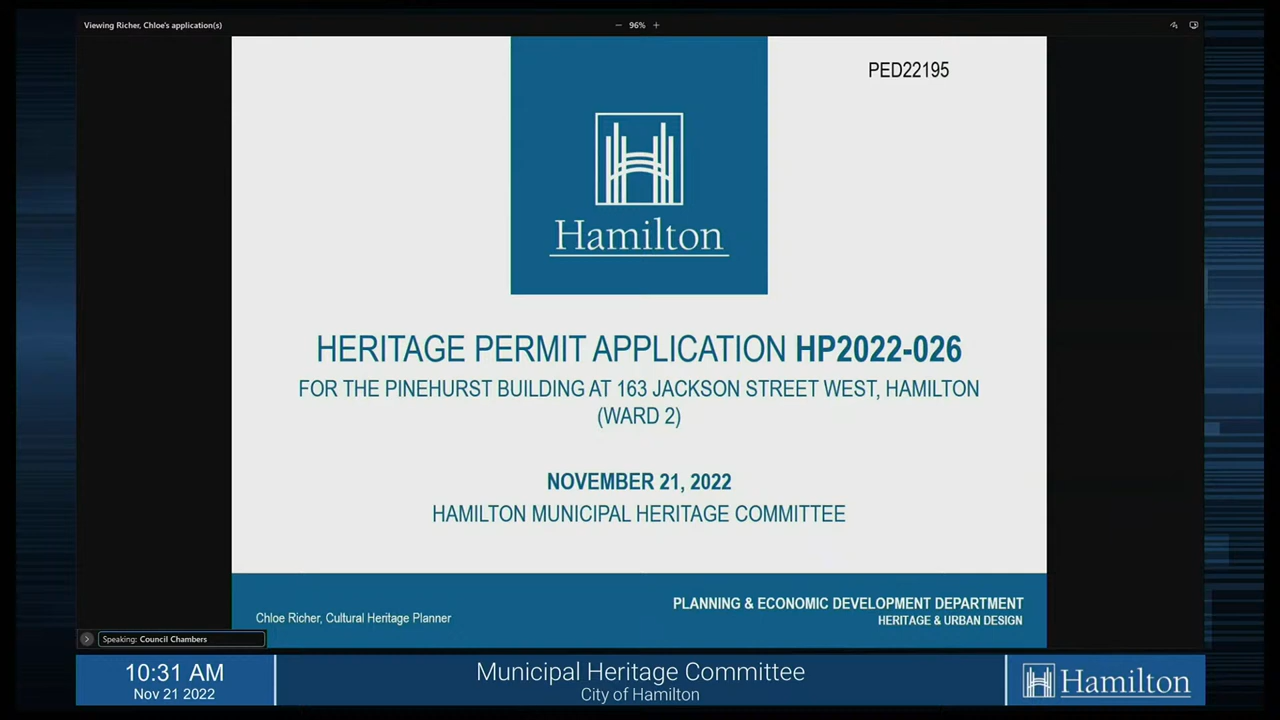 Viewing Richer, Chloe's application(s)
96%
PED22195
Hamilton
HERITAGE PERMIT APPLICATION HP2022-026
FOR THE PINEHURST BUILDING AT 163 JACKSON STREET WEST, HAMILTON
(WARD 2)
NOVEMBER 21, 2022
HAMILTON MUNICIPAL HERITAGE COMMITTEE
PLANNING & ECONOMIC DEVELOPMENT DEPARTMENT
Chloe Richer, Cultural Heritage Planner
HERITAGE & URBAN DESIGN
Speaking: Council Chambers
10:31 AM
Nov 21 2022
Municipal Heritage Committee
City of Hamilton
Hamilton